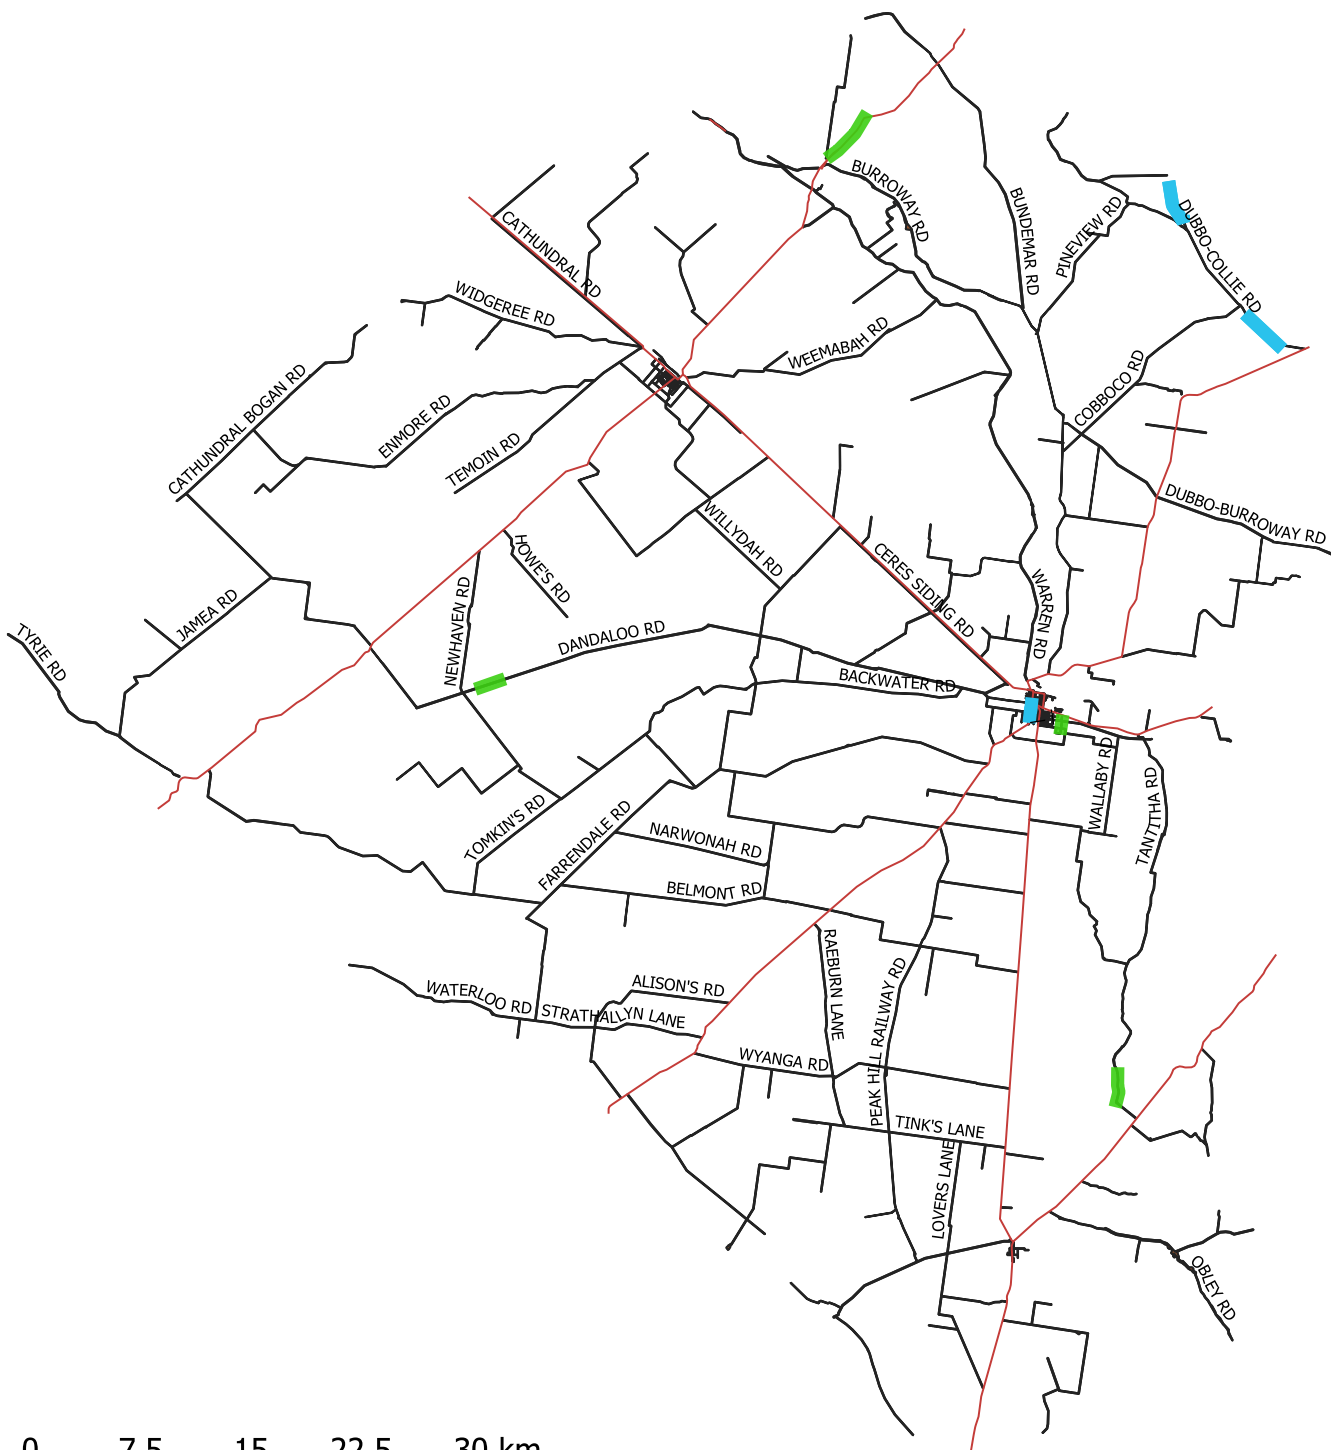 BURROWAY RD
BUNDEMAR RD
PINEVIEW RD
DUBBO-COLLIE RD
CATHUNDRAL RD
WIDGEREE RD
WEEMABAH RD
COBBOCO RD
CATHUNDRAL BOGAN RD
ENMORE RD
TEMOIN RD
DUBBO-BURROWAY RD
WILLYDAH RD
HOWE'S RD
CERES SIDING RD
WARREN RD
NEWHAVEN RD
JAMEA RD
TYRIE RD
DANDALOO RD
BACKWATER RD
WALLABY RD
TANTITHA RD
TOMKIN'S RD
FARRENDALE RD
NARWONAH RD
BELMONT RD
RAEBURN LANE
PEAK HILL RAILWAY RD
ALISON'S RD
WATERLOO RD
STRATHALLYN LANE
WYANGA RD
TINK'S LANE
LOVERS LANE
OBLEY RD
0 7.5 15 22.5 30 km